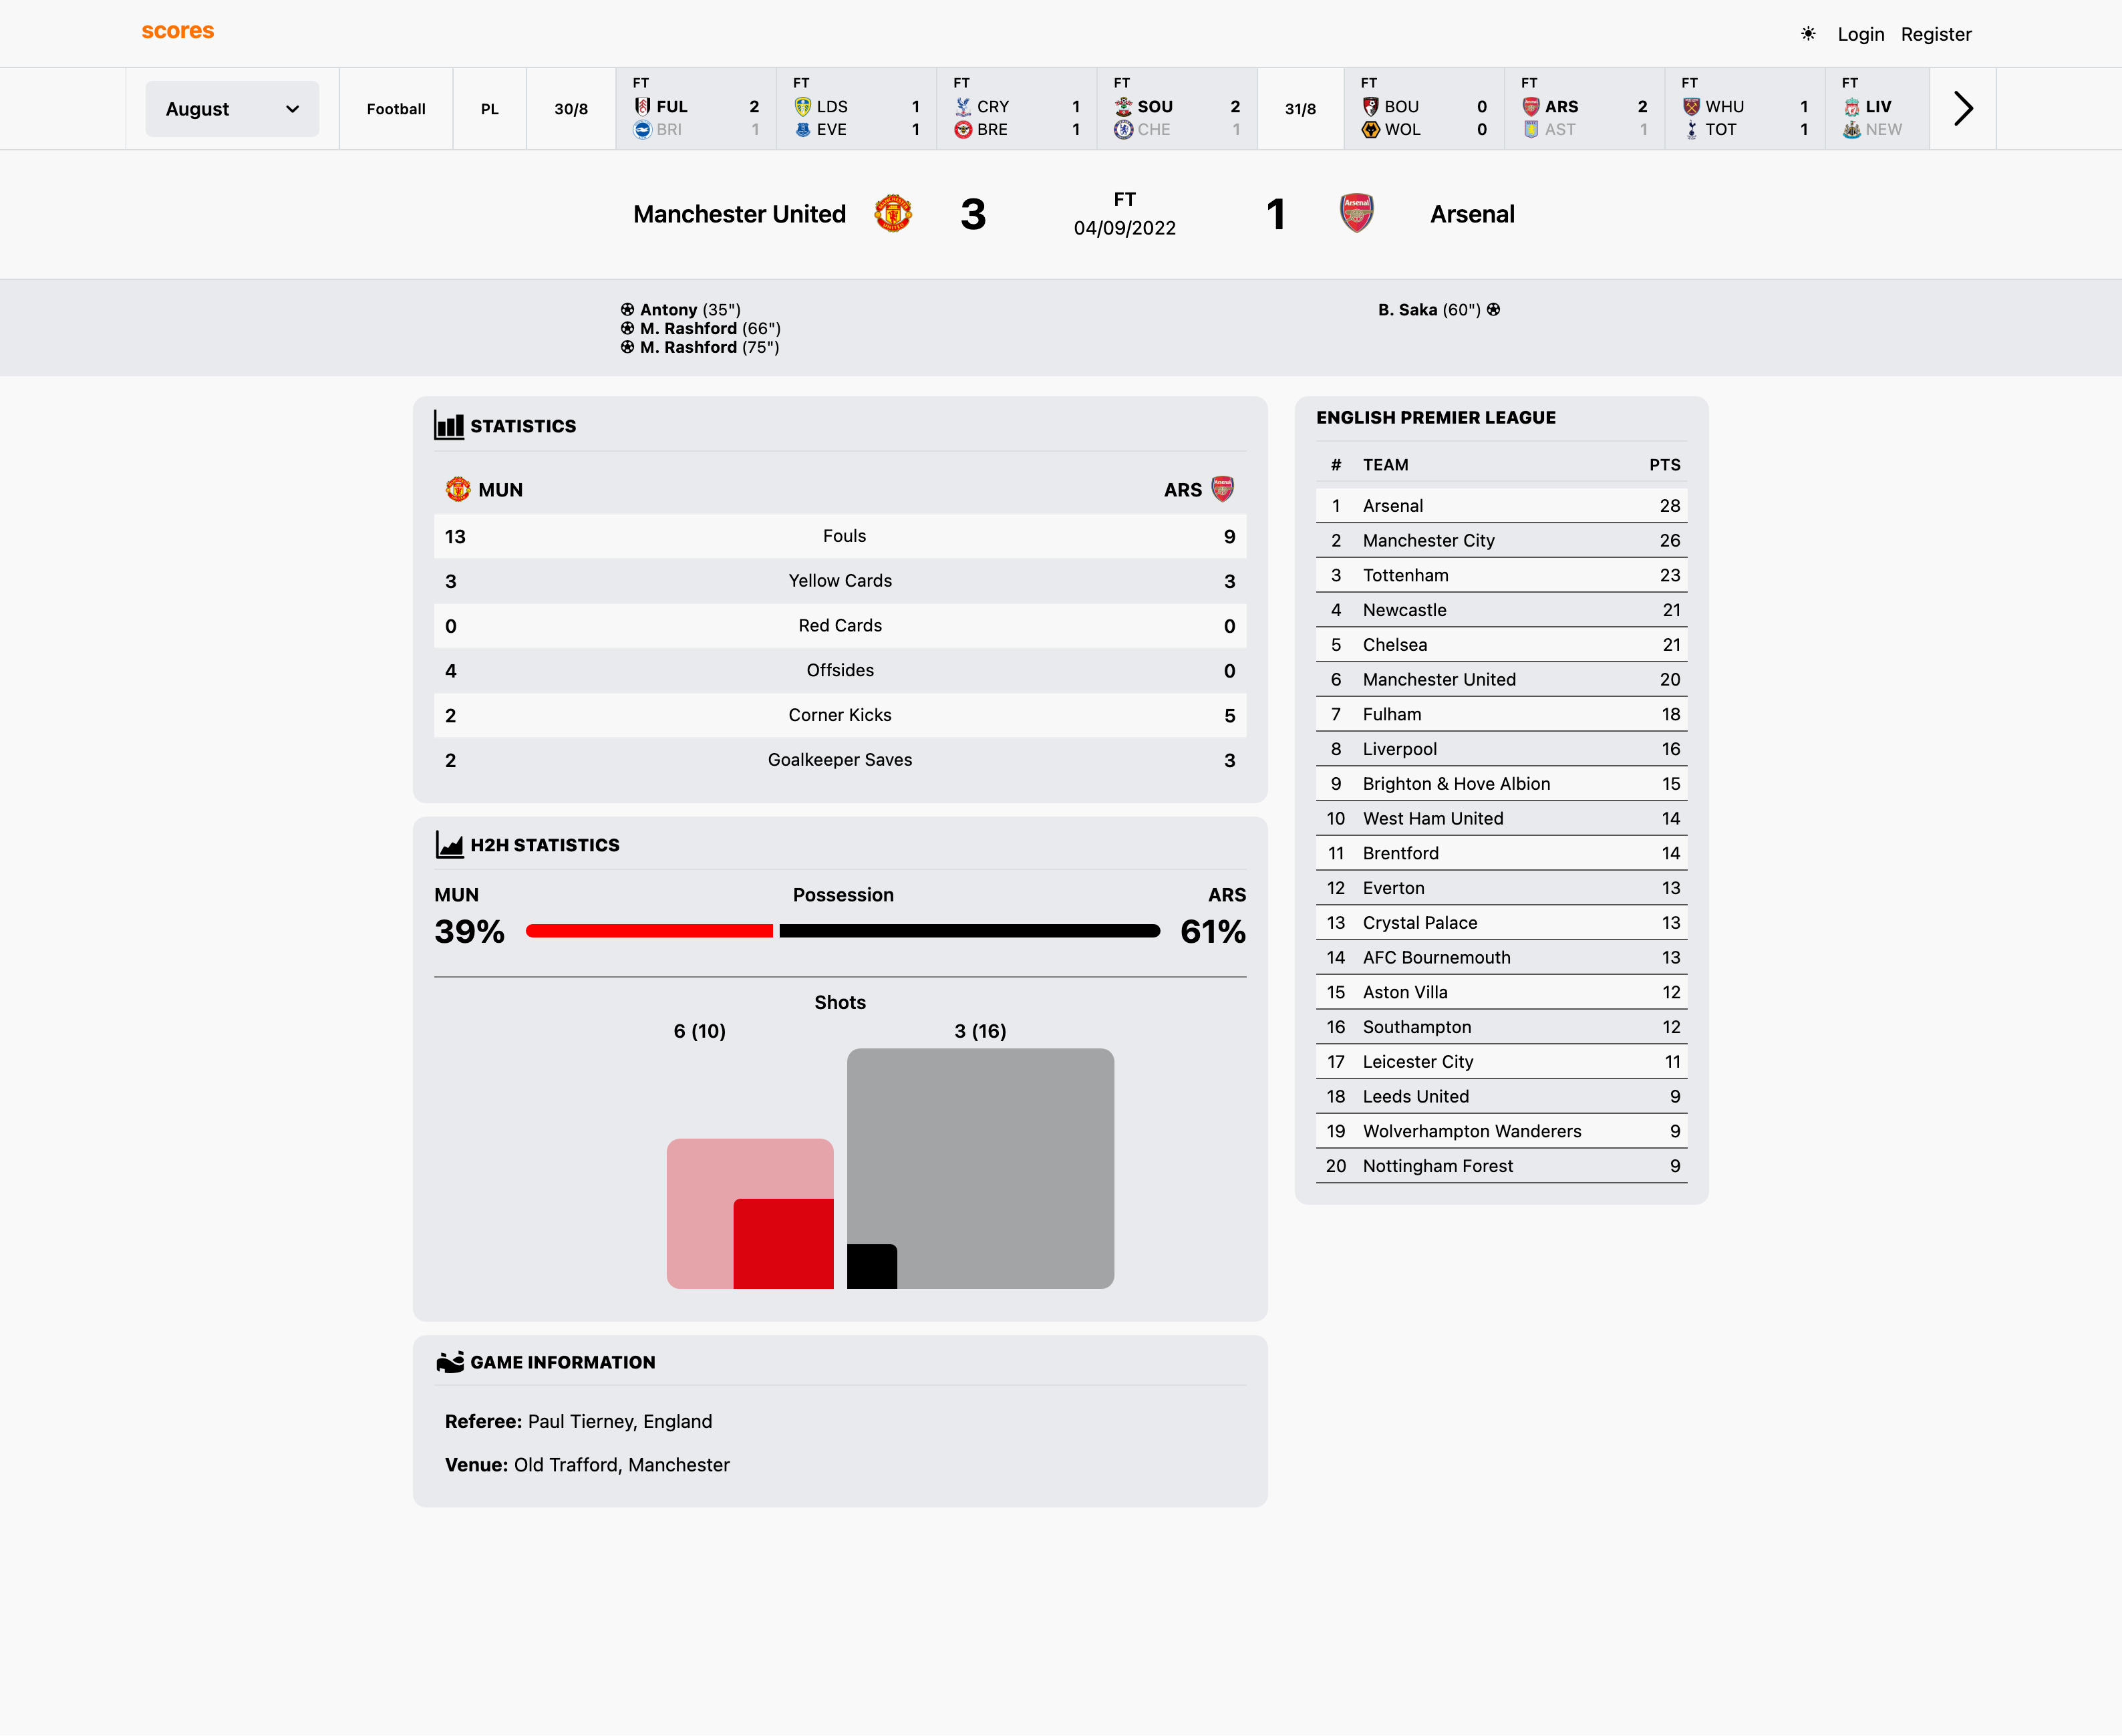 scores
Login Register
August
Football
PL
30/8
FT
FUL 2
BRI 1
FT
LDS 1
EVE 1
FT
CRY 1
BRE 1
FT
SOU 2
CHE 1
31/8
FT
BOU 0
WOL 0
FT
ARS 2
AST 1
FT
WHU 1
TOT 1
FT
LIV
NEW
Manchester United 3 FT 1 Arsenal
04/09/2022
Antony (35") B. Saka (60")
M. Rashford (66")
M. Rashford (75")
STATISTICS
MUN ARS
13 Fouls 9
3 Yellow Cards 3
0 Red Cards 0
4 Offsides 0
2 Corner Kicks 5
2 Goalkeeper Saves 3
H2H STATISTICS
MUN Possession ARS
39% 61%
Shots
6 (10) 3 (16)
GAME INFORMATION
Referee: Paul Tierney, England
Venue: Old Trafford, Manchester
ENGLISH PREMIER LEAGUE
# TEAM PTS
1 Arsenal 28
2 Manchester City 26
3 Tottenham 23
4 Newcastle 21
5 Chelsea 21
6 Manchester United 20
7 Fulham 18
8 Liverpool 16
9 Brighton & Hove Albion 15
10 West Ham United 14
11 Brentford 14
12 Everton 13
13 Crystal Palace 13
14 AFC Bournemouth 13
15 Aston Villa 12
16 Southampton 12
17 Leicester City 11
18 Leeds United 9
19 Wolverhampton Wanderers 9
20 Nottingham Forest 9